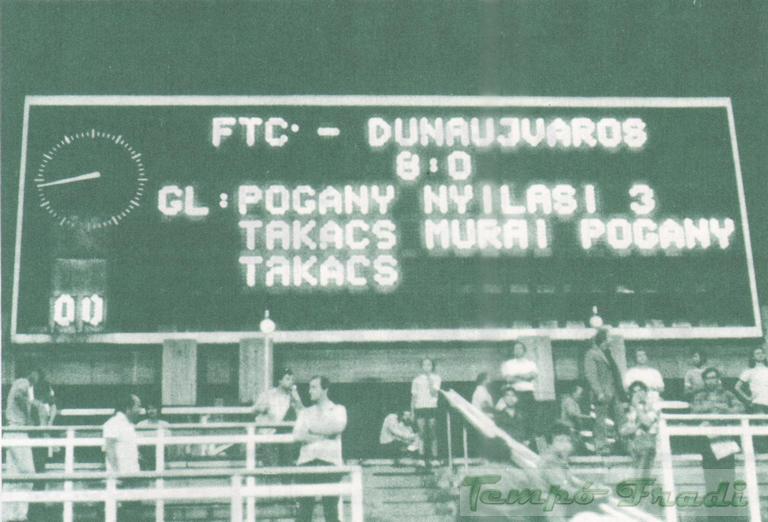 FTC - DUNAUJVAROS
8:0
GL: POGANY NYILASI 3
TAKACS MURAI POGANY
TAKACS
00
Tempó Fradi